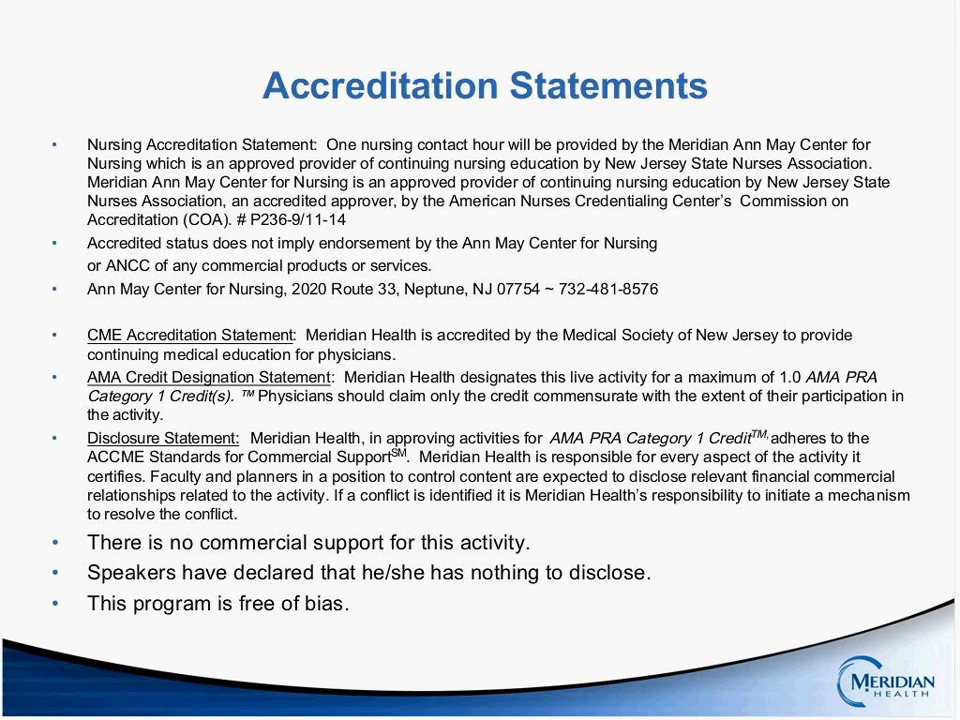 Accreditation Statements
• Nursing Accreditation Statement: One nursing contact hour will be provided by the Meridian Ann May Center for
Nursing which is an approved provider of continuing nursing education by New Jersey State Nurses Association.
Meridian Ann May Center for Nursing is an approved provider of continuing nursing education by New Jersey State
Nurses Association, an accredited approver, by the American Nurses Credentialing Center’s Commission on
Accreditation (COA). # P236-9/11-14
• Accredited status does not imply endorsement by the Ann May Center for Nursing
or ANCC of any commercial products or services.
• Ann May Center for Nursing, 2020 Route 33, Neptune, NJ 07754 ~ 732-481-8576
• CME Accreditation Statement: Meridian Health is accredited by the Medical Society of New Jersey to provide
continuing medical education for physicians.
• AMA Credit Designation Statement: Meridian Health designates this live activity for a maximum of 1.0 AMA PRA
Category 1 Credit(s). ™ Physicians should claim only the credit commensurate with the extent of their participation in
the activity.
• Disclosure Statement: Meridian Health, in approving activities for AMA PRA Category 1 Credit™, adheres to the
ACCME Standards for Commercial Support℠. Meridian Health is responsible for every aspect of the activity it
certifies. Faculty and planners in a position to control content are expected to disclose relevant financial commercial
relationships related to the activity. If a conflict is identified it is Meridian Health’s responsibility to initiate a mechanism
to resolve the conflict.
• There is no commercial support for this activity.
• Speakers have declared that he/she has nothing to disclose.
• This program is free of bias.
MERIDIAN
HEALTH